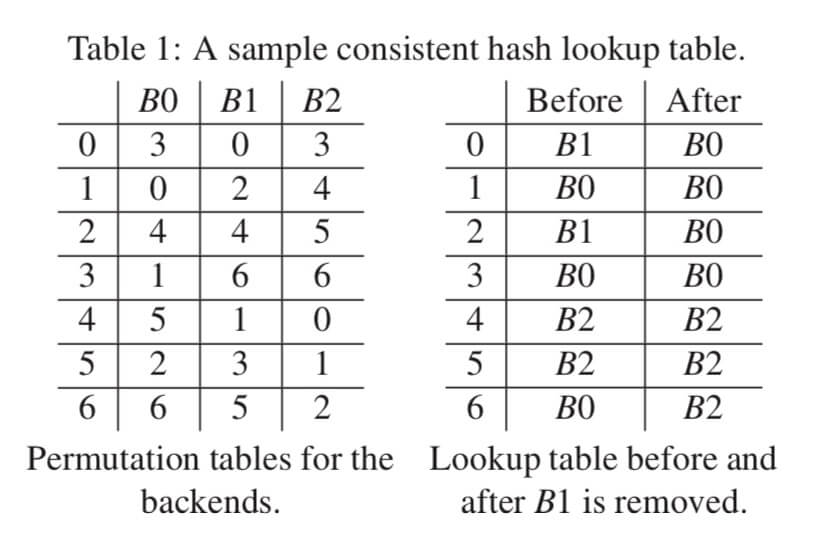 Table 1: A sample consistent hash lookup table.
B0 B1 B2
0 3 0 3
1 0 2 4
2 4 4 5
3 1 6 6
4 5 1 0
5 2 3 1
6 6 5 2
Permutation tables for the
backends.
Before After
0 B1 B0
1 B0 B0
2 B1 B0
3 B0 B0
4 B2 B2
5 B2 B2
6 B0 B2
Lookup table before and
after B1 is removed.